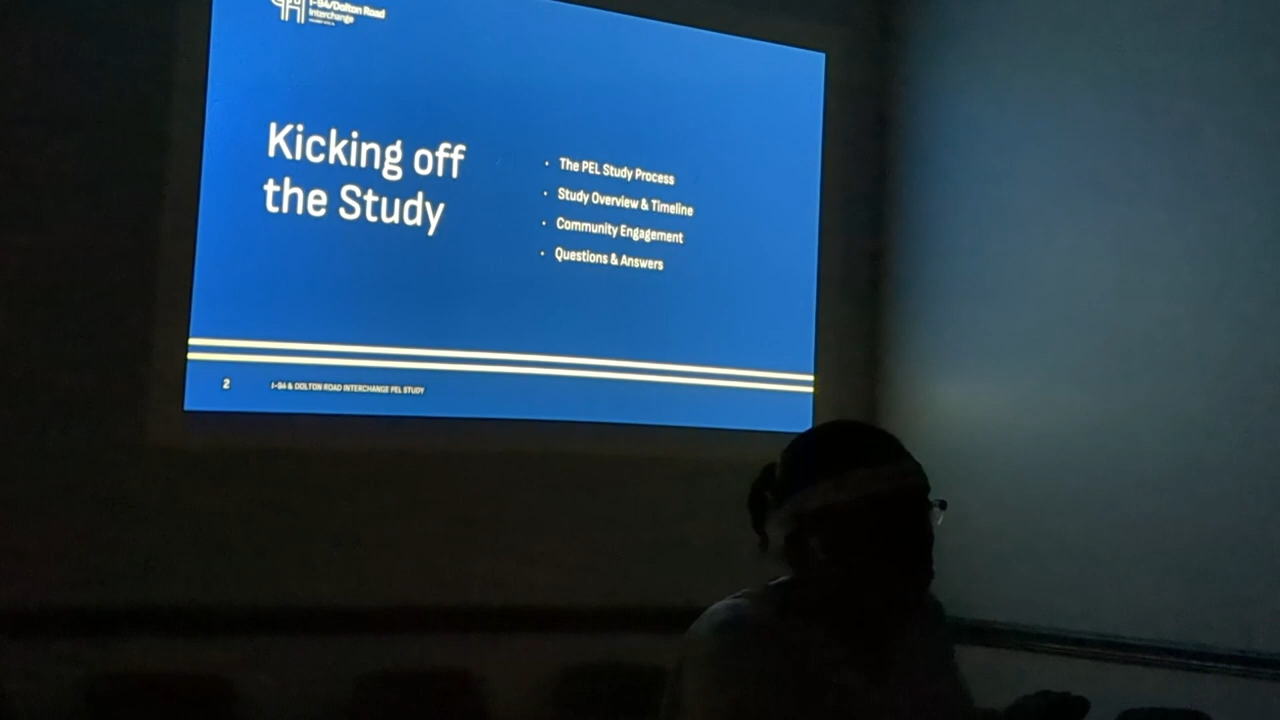 I-94/Dolton Road
Interchange
Kicking off
the Study
• The PEL Study Process
• Study Overview & Timeline
• Community Engagement
• Questions & Answers
2
I-94 & DOLTON ROAD INTERCHANGE PEL STUDY